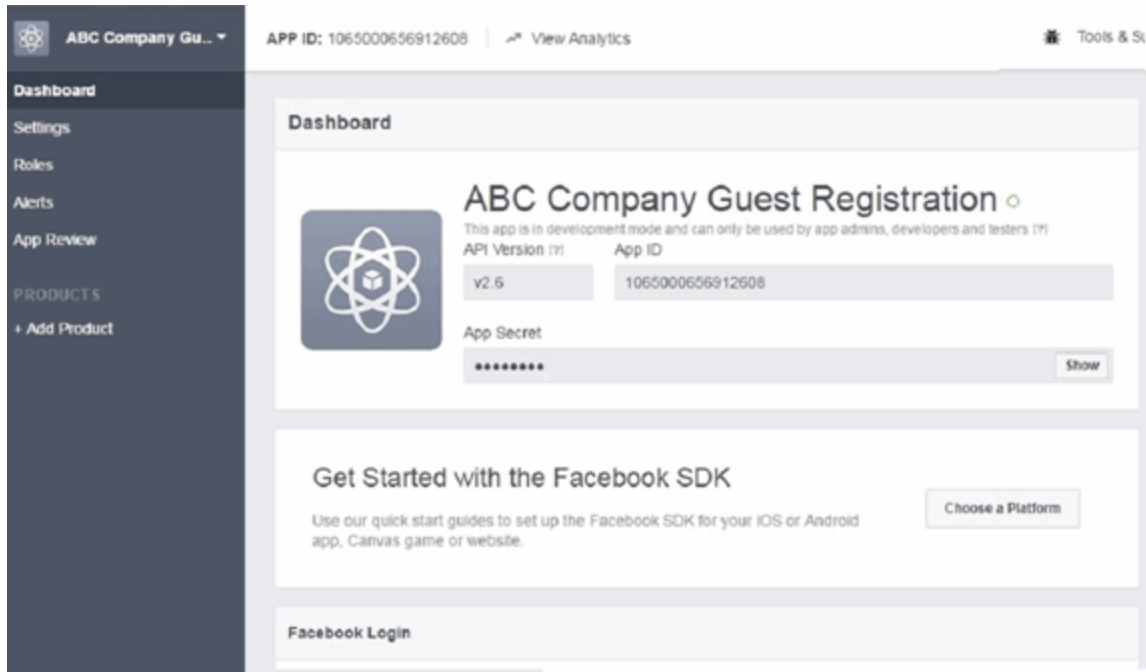 ABC Company Gu..
APP ID: 1065000656912608
View Analytics
Tools & Su
Dashboard
Settings
Roles
Alerts
App Review
PRODUCTS
+ Add Product
Dashboard
ABC Company Guest Registration
This app is in development mode and can only be used by app admins, developers and testers [?]
API Version [?]
App ID
v2.6
1065000656912608
App Secret
••••••••
Show
Get Started with the Facebook SDK
Use our quick start guides to set up the Facebook SDK for your iOS or Android
app, Canvas game or website.
Choose a Platform
Facebook Login